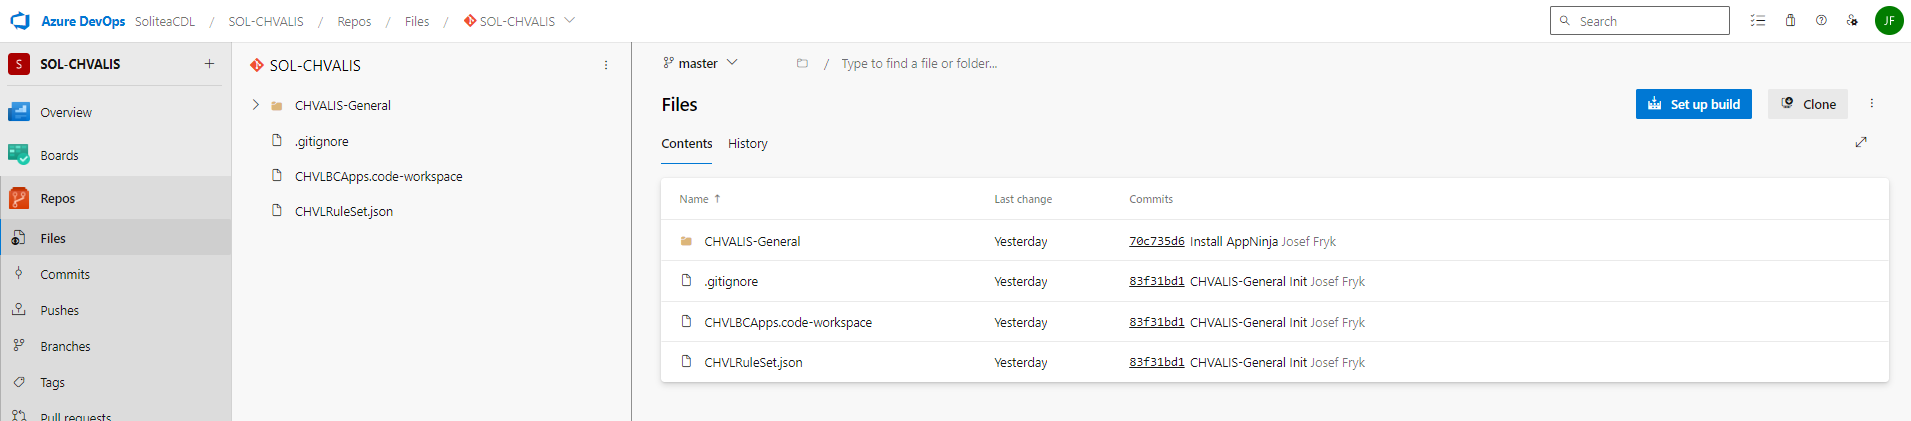 Azure DevOps SoliteaCDL / SOL-CHVALIS / Repos / Files / SOL-CHVALIS
Search
JF
S SOL-CHVALIS +
Overview
Boards
Repos
Files
Commits
Pushes
Branches
Tags
Pull requests
SOL-CHVALIS
CHVALIS-General
.gitignore
CHVLBCApps.code-workspace
CHVLRuleSet.json
master / Type to find a file or folder...
Files
Set up build Clone
Contents History
Name ↑ Last change Commits
CHVALIS-General Yesterday 70c735d6 Install AppNinja Josef Fryk
.gitignore Yesterday 83f31bd1 CHVALIS-General Init Josef Fryk
CHVLBCApps.code-workspace Yesterday 83f31bd1 CHVALIS-General Init Josef Fryk
CHVLRuleSet.json Yesterday 83f31bd1 CHVALIS-General Init Josef Fryk